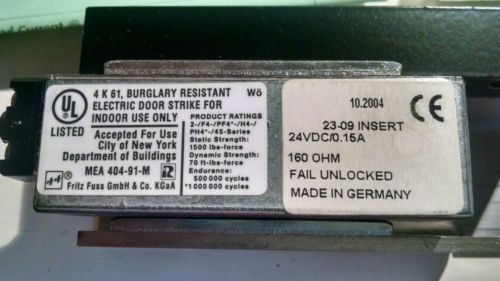 4 K 61, BURGLARY RESISTANT
Wö
ELECTRIC DOOR STRIKE FOR
INDOOR USE ONLY
UL
LISTED
Accepted For Use
City of New York
Department of Buildings
MEA 404-91-M
R
Fritz Fuss GmbH & Co. KGaA
PRODUCT RATINGS
2-/F4-/PF4*-/H4-/
PH4*-/45-Series
Static Strength:
1500 lbs-force
Dynamic Strength:
70 ft-lbs-force
Endurance:
500 000 cycles
*1 000 000 cycles
10.2004
CE
23-09 INSERT
24VDC/0.15A
160 OHM
FAIL UNLOCKED
MADE IN GERMANY